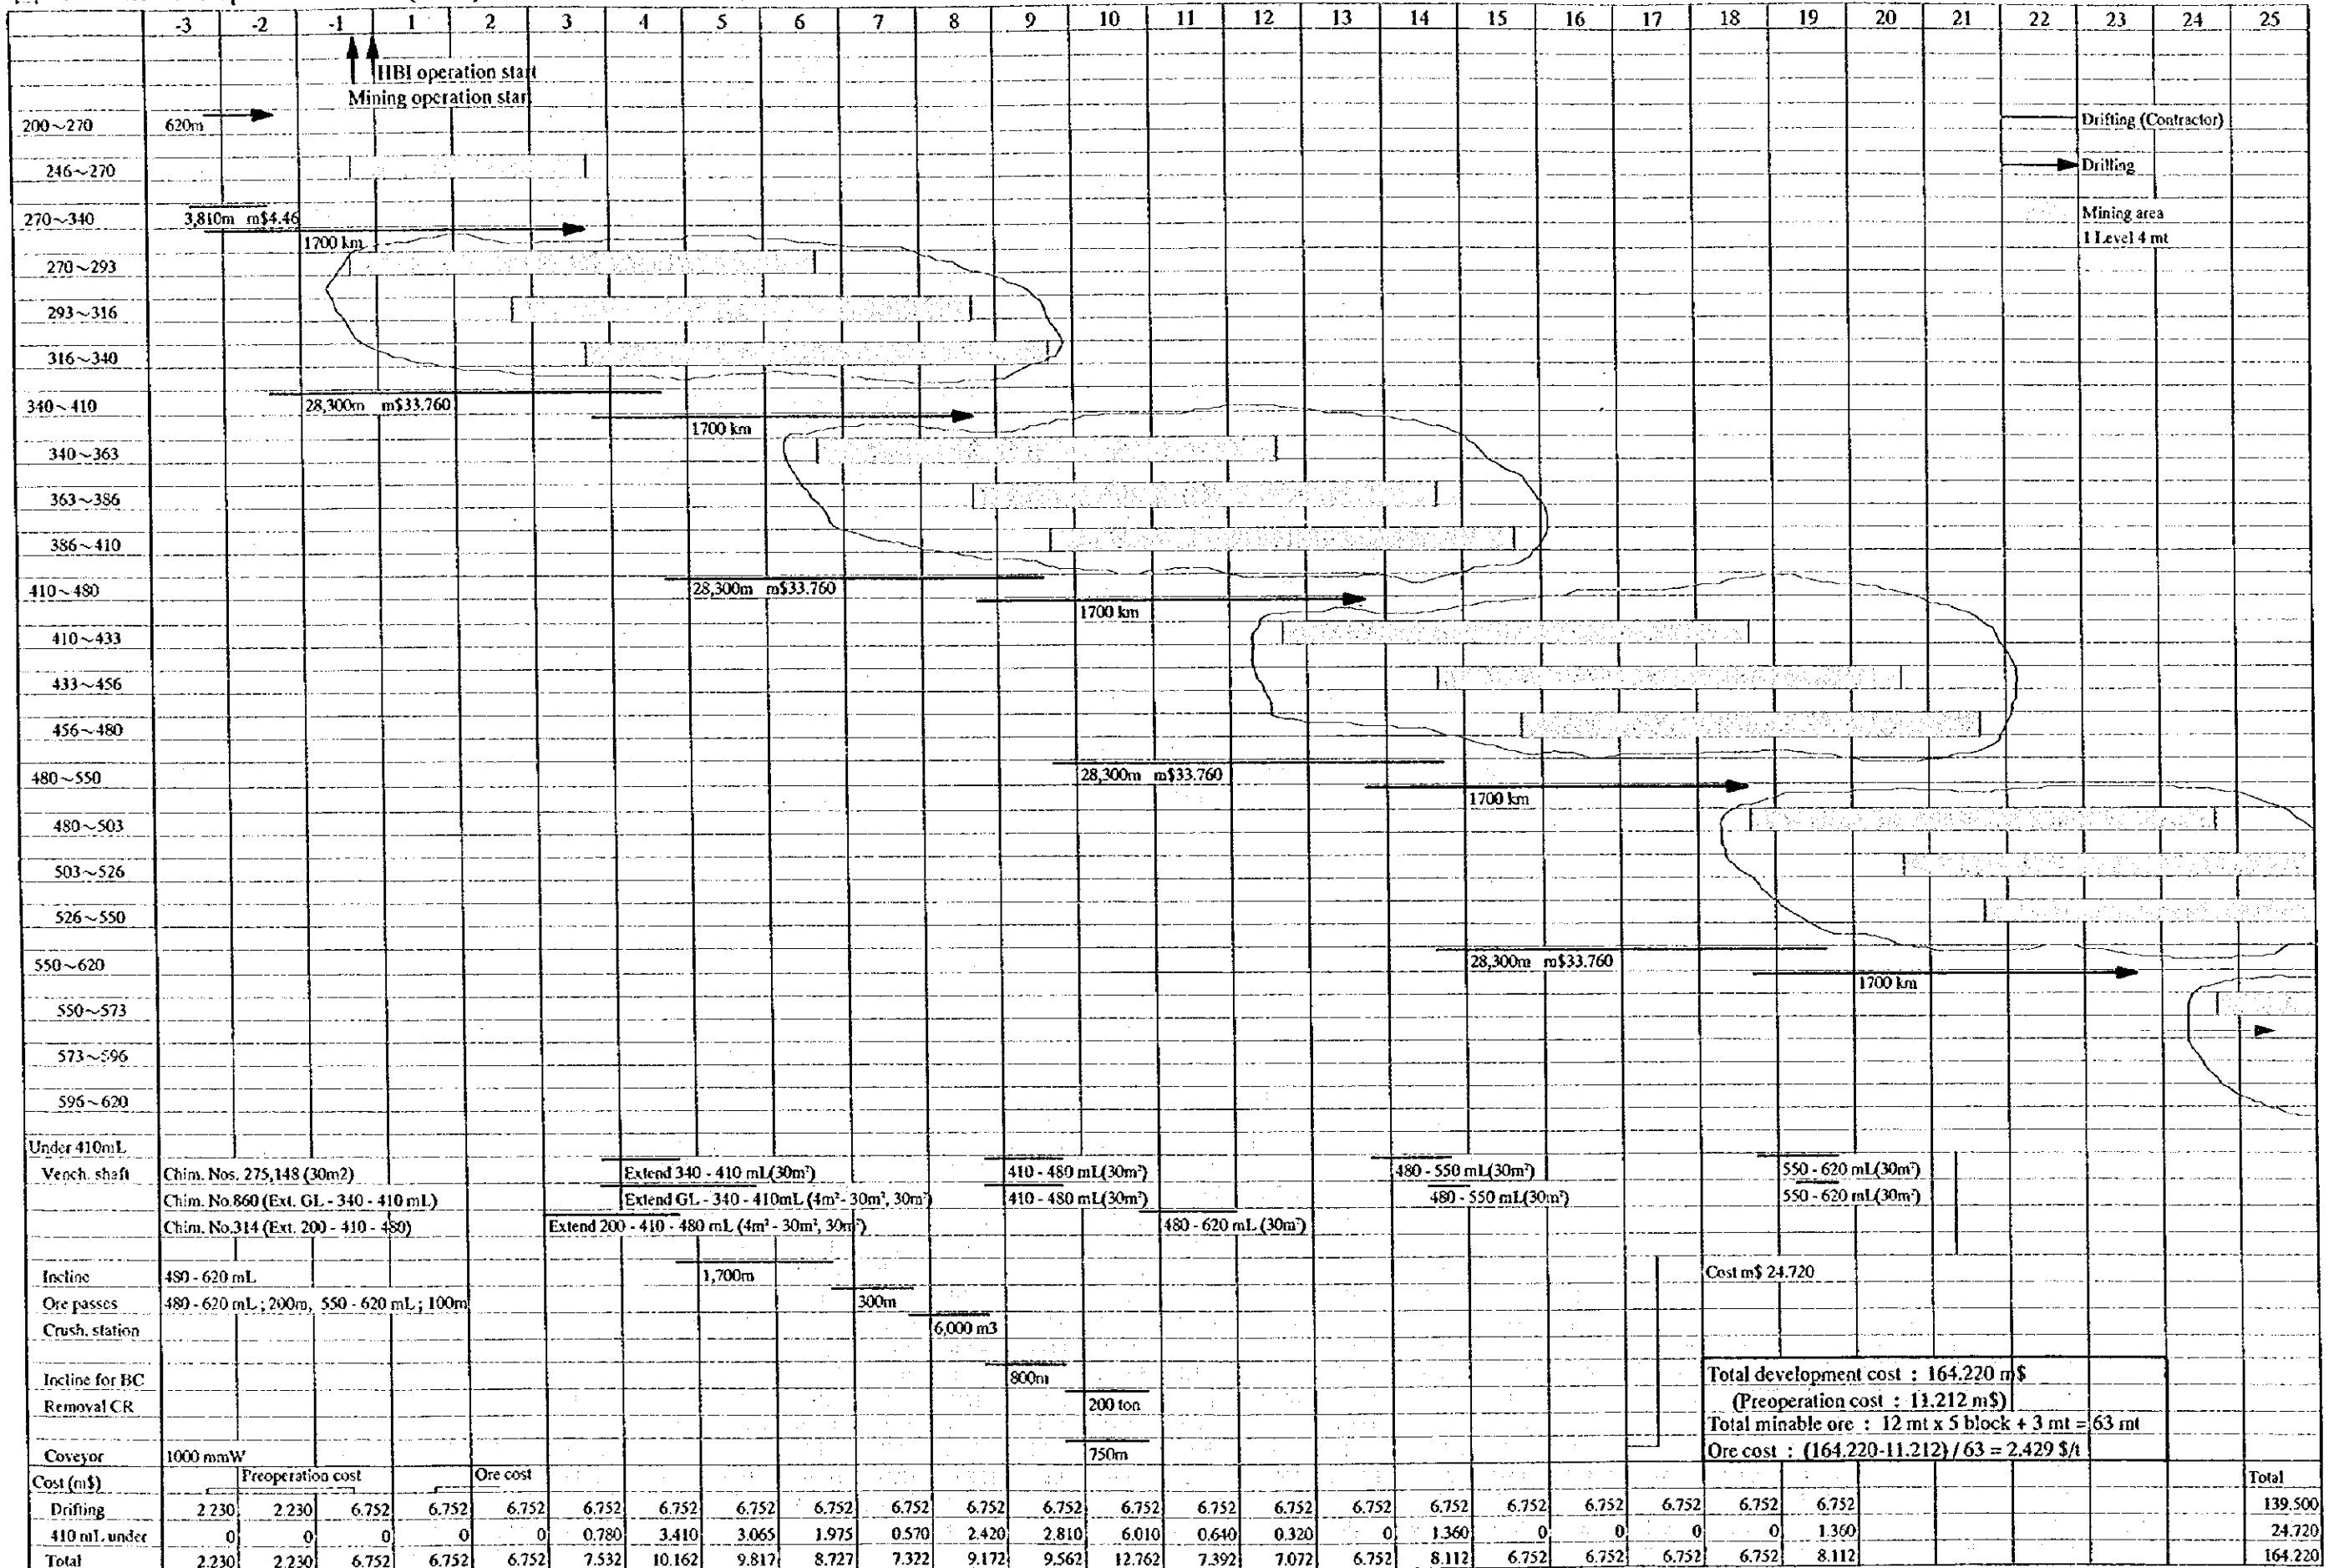 -3 -2 -1 1 2 3 4 5 6 7 8 9 10 11 12 13 14 15 16 17 18 19 20 21 22 23 24 25
HBI operation start
Mining operation start
200~270 620m
Drifting (Contractor)
246~270
Drilling
270~340 3,810m m$4.46
Mining area
1 Level 4 mt
1700 km
270~293
293~316
316~340
340~410 28,300m m$33.760
1700 km
340~363
363~386
386~410
410~480 28,300m m$33.760
1700 km
410~433
433~456
456~480
480~550 28,300m m$33.760
1700 km
480~503
503~526
526~550
550~620 28,300m m$33.760
1700 km
550~573
573~596
596~620
Under 410mL
Vench. shaft Chim. Nos. 275,148 (30m2) Extend 340 - 410 mL(30m²) 410 - 480 mL(30m²) 480 - 550 mL(30m²) 550 - 620 mL(30m²)
Chim. No.860 (Ext. GL - 340 - 410 mL) Extend GL - 340 - 410mL (4m² - 30m², 30m²) 410 - 480 mL(30m²) 480 - 550 mL(30m²) 550 - 620 mL(30m²)
Chim. No.314 (Ext. 200 - 410 - 480) Extend 200 - 410 - 480 mL (4m² - 30m², 30m²) 480 - 620 mL (30m²)
Incline 480 - 620 mL 1,700m Cost m$ 24.720
Ore passes 480 - 620 mL ; 200m, 550 - 620 mL ; 100m 300m
Crush. station 6,000 m3
Incline for BC 800m
Removal CR 200 ton
Coveyor 1000 mmW 750m
Total development cost : 164.220 m$
(Preoperation cost : 11.212 m$)
Total minable ore : 12 mt x 5 block + 3 mt = 63 mt
Ore cost : (164.220-11.212) / 63 = 2.429 $/t
Cost (m$) Preoperation cost Ore cost Total
Drifting 2.230 2.230 6.752 6.752 6.752 6.752 6.752 6.752 6.752 6.752 6.752 6.752 6.752 6.752 6.752 6.752 6.752 6.752 6.752 6.752 6.752 6.752 139.500
410 mL under 0 0 0 0 0 0.780 3.410 3.065 1.975 0.570 2.420 2.810 6.010 0.640 0.320 0 1.360 0 0 0 0 1.360 24.720
Total 2.230 2.230 6.752 6.752 6.752 7.532 10.162 9.817 8.727 7.322 9.172 9.562 12.762 7.392 7.072 6.752 8.112 6.752 6.752 6.752 6.752 8.112 164.220